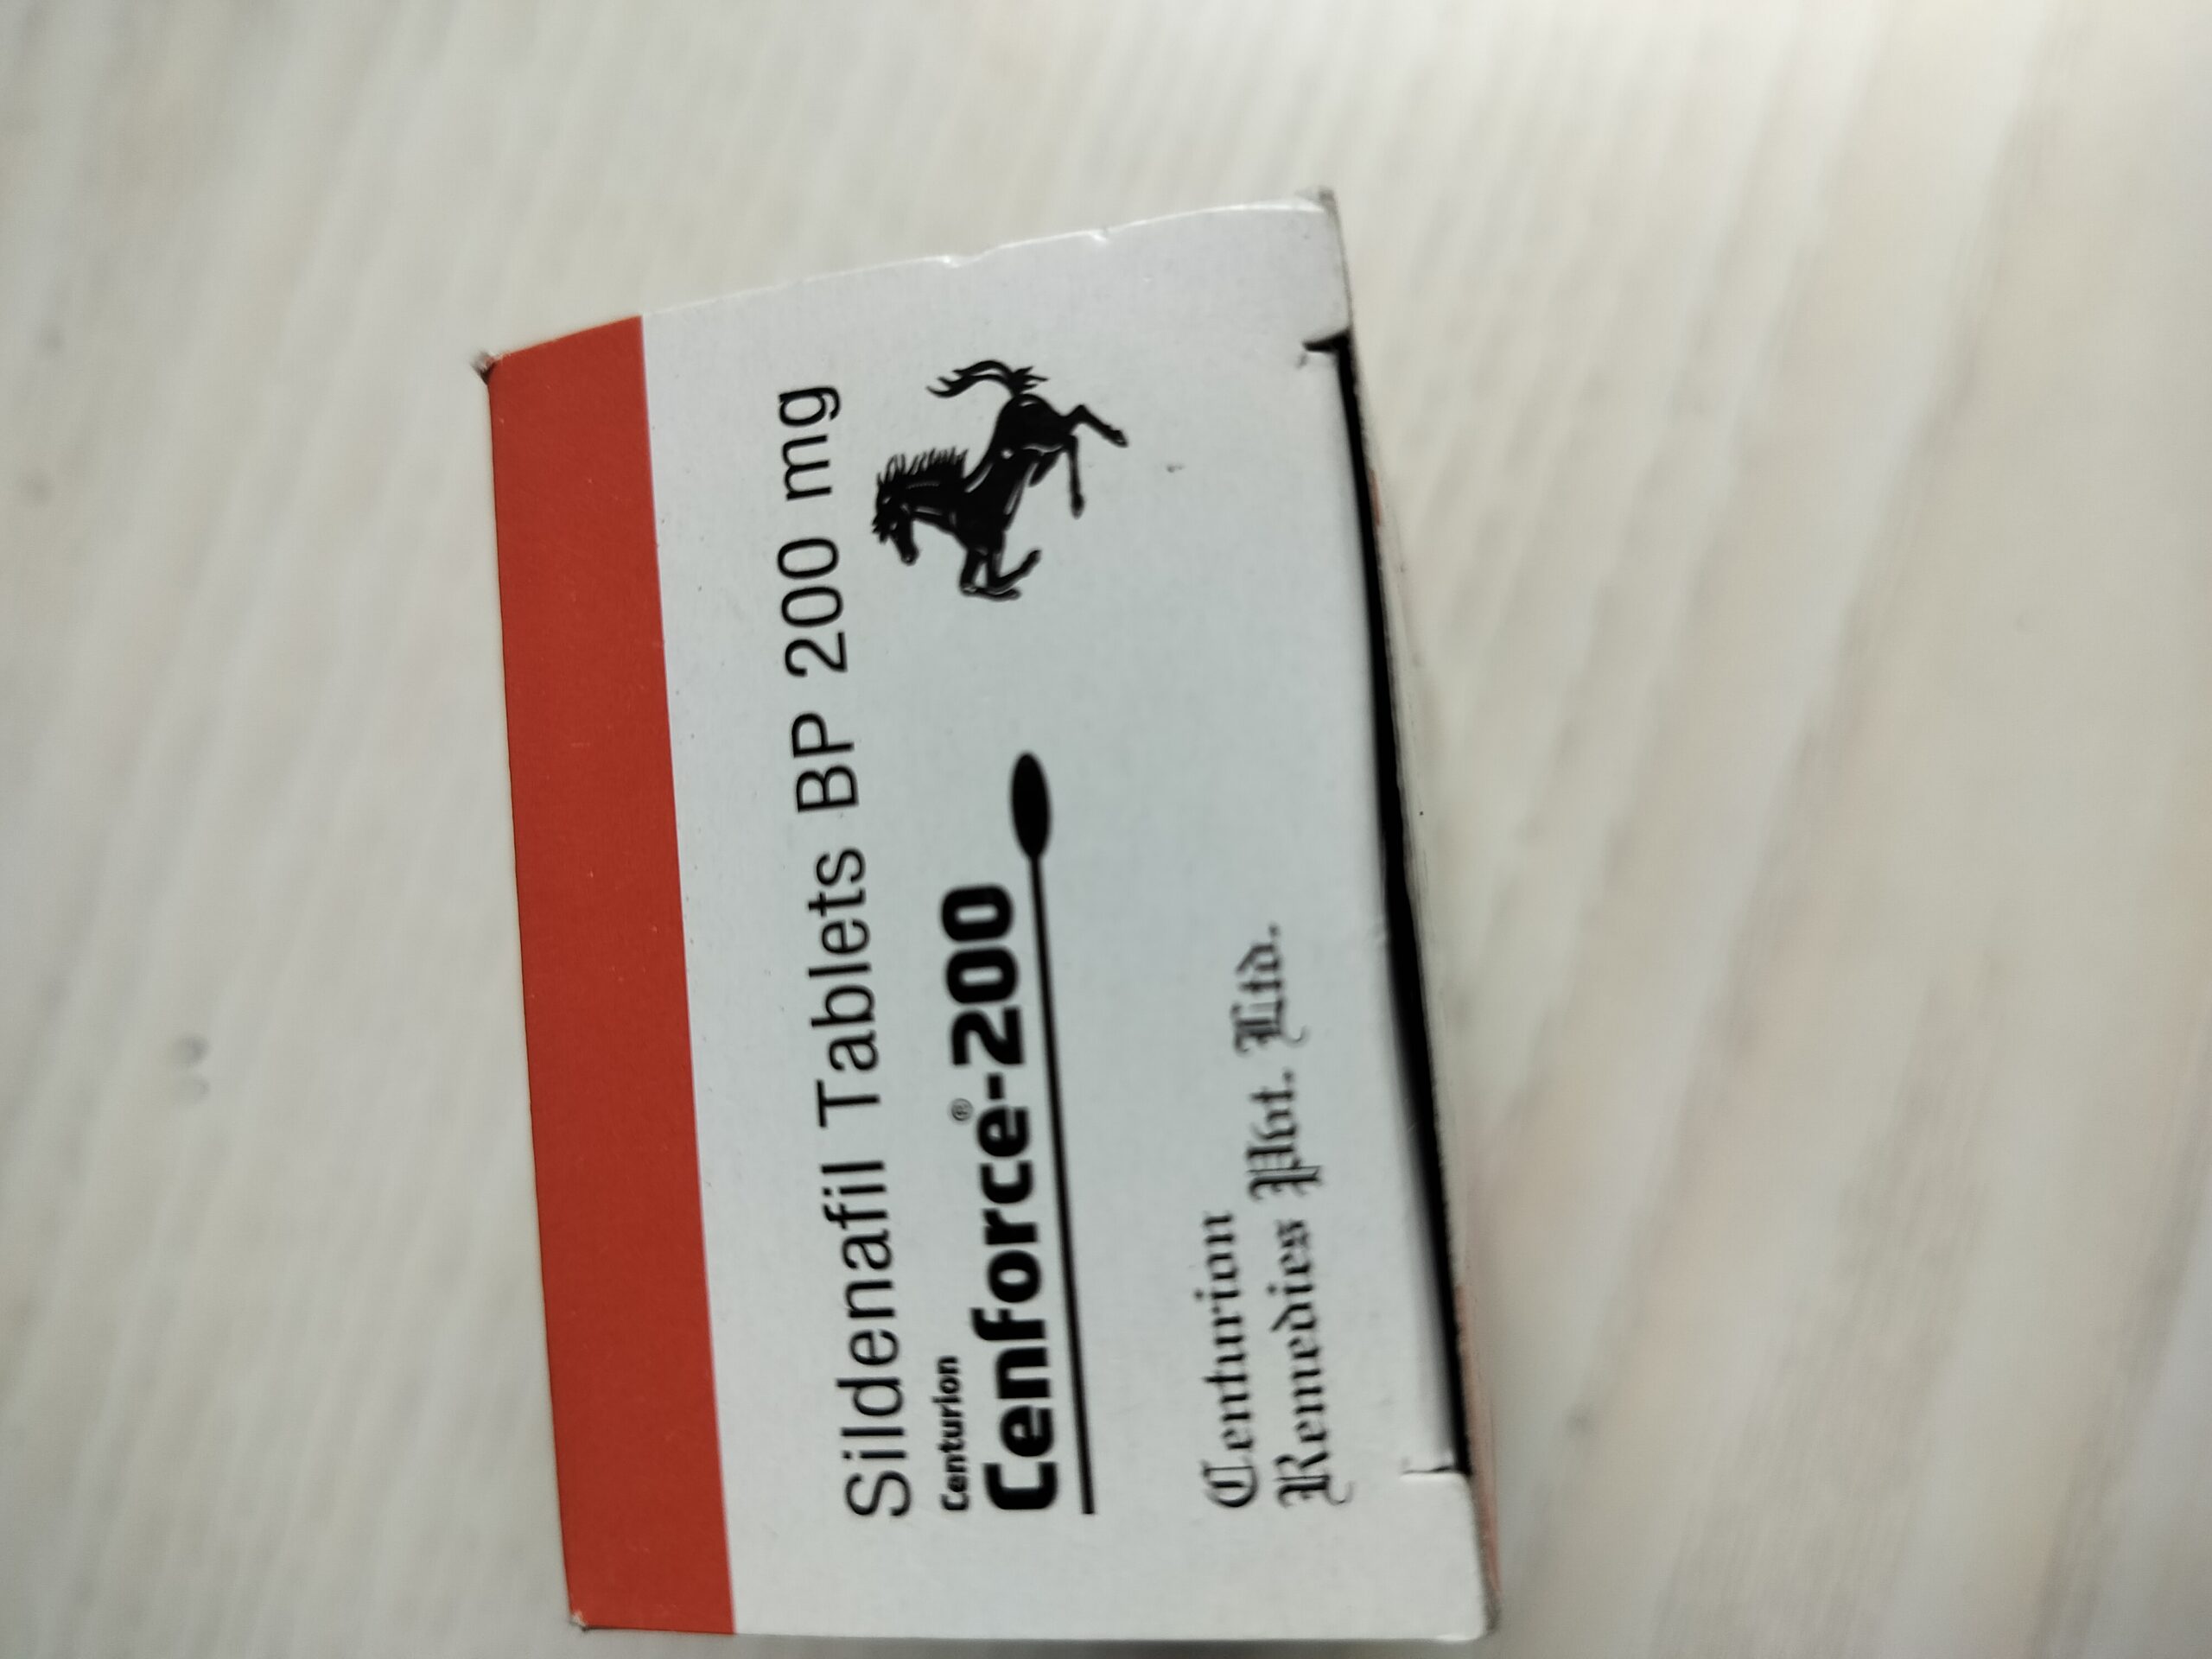 Sildenafil Tablets BP 200 mg
Centurion
Cenforce®-200
Centurion
Remedies Pvt. Ltd.